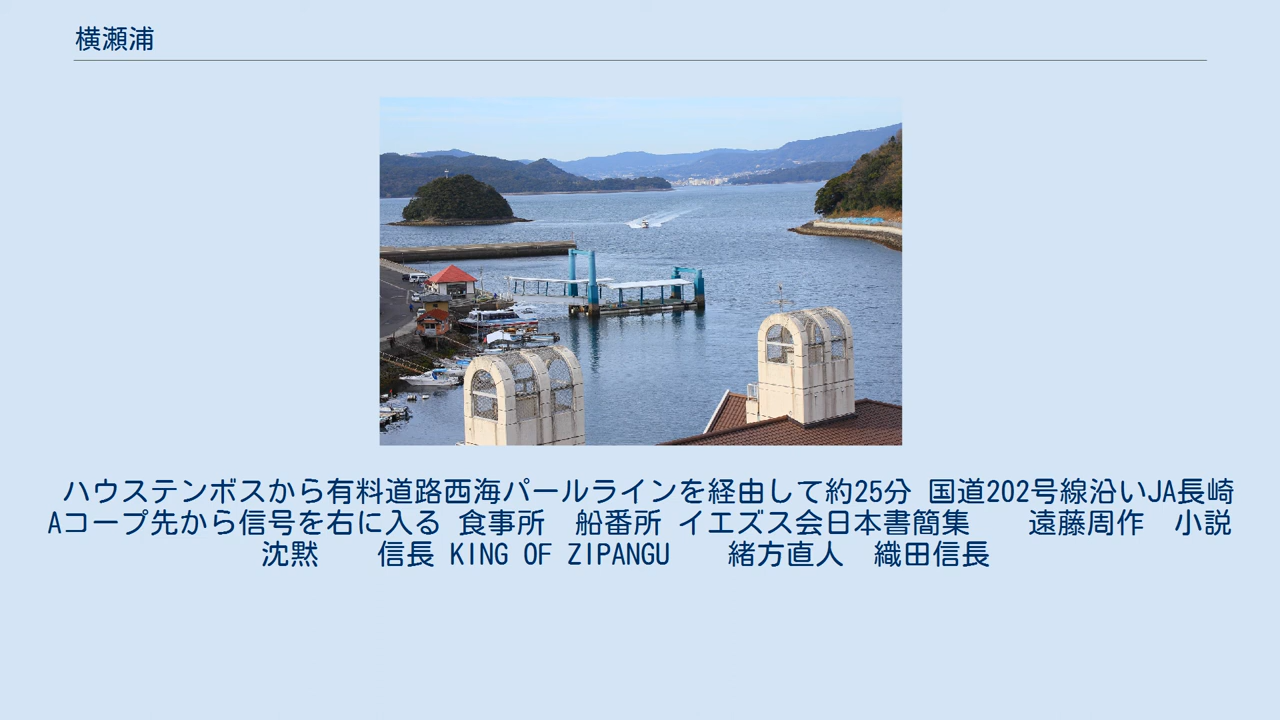 横瀬浦
ハウステンボスから有料道路西海パールラインを経由して約25分 国道202号線沿いJA長崎
Aコープ先から信号を右に入る 食事所　船番所 イエズス会日本書簡集　　遠藤周作　小説
沈黙　　信長 KING OF ZIPANGU　　緒方直人　織田信長